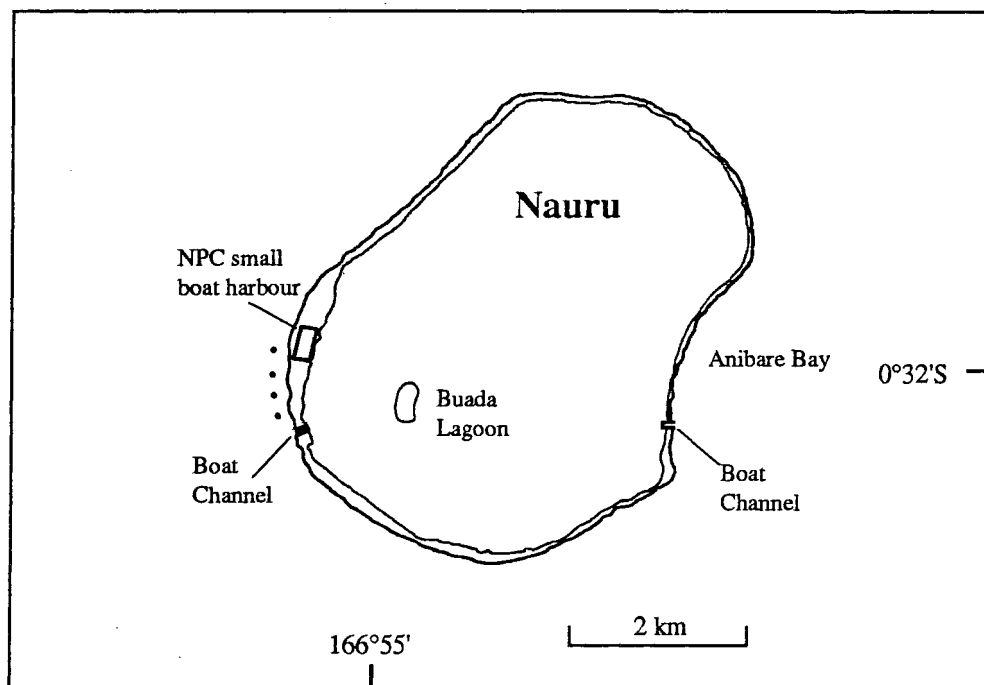 Nauru
NPC small
boat harbour
Anibare Bay
0°32'S
Buada
Lagoon
Boat
Channel
Boat
Channel
2 km
166°55'